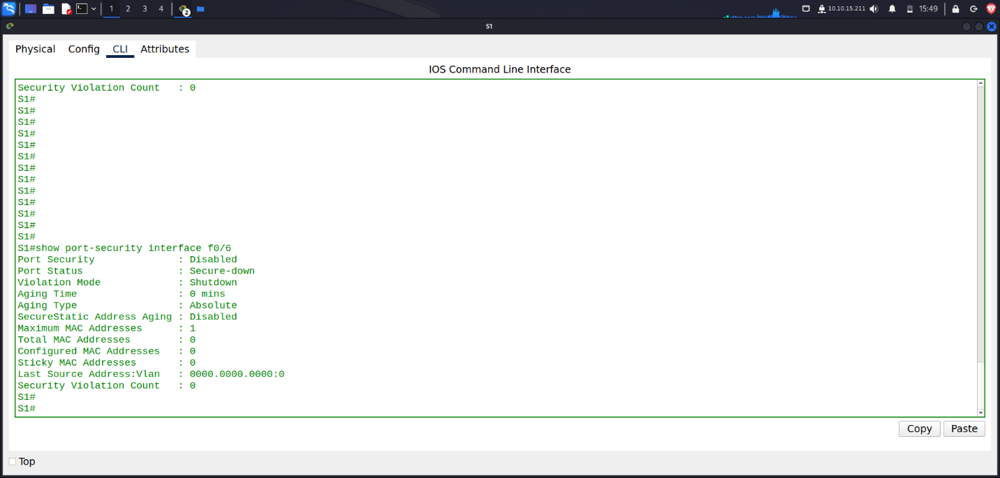 1 2 3 4 2 10.10.15.211 15:49
S1
Physical Config CLI Attributes
IOS Command Line Interface
Security Violation Count   : 0
S1#
S1#
S1#
S1#
S1#
S1#
S1#
S1#
S1#
S1#
S1#
S1#
S1#
S1#show port-security interface f0/6
Port Security              : Disabled
Port Status                : Secure-down
Violation Mode             : Shutdown
Aging Time                 : 0 mins
Aging Type                 : Absolute
SecureStatic Address Aging : Disabled
Maximum MAC Addresses      : 1
Total MAC Addresses        : 0
Configured MAC Addresses   : 0
Sticky MAC Addresses       : 0
Last Source Address:Vlan   : 0000.0000.0000:0
Security Violation Count   : 0
S1#
S1#
Copy Paste
Top